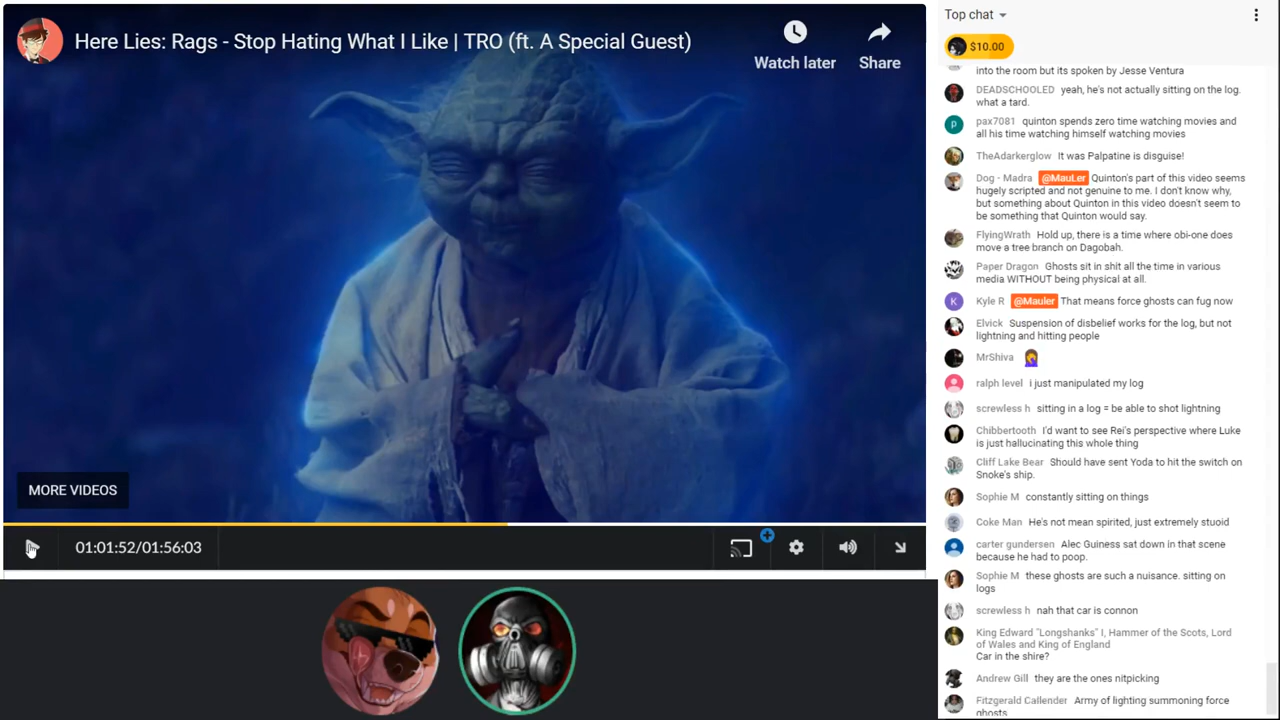 Here Lies: Rags - Stop Hating What I Like | TRO (ft. A Special Guest)
Watch later
Share
MORE VIDEOS
01:01:52/01:56:03
Top chat
$10.00
into the room but its spoken by Jesse Ventura
DEADSCHOOLED yeah, he's not actually sitting on the log.
what a tard.
P
pax7081 quinton spends zero time watching movies and
all his time watching himself watching movies
TheAdarkerglow It was Palpatine is disguise!
Dog - Madra @MauLer Quinton's part of this video seems
hugely scripted and not genuine to me. I don't know why,
but something about Quinton in this video doesn't seem to
be something that Quinton would say.
FlyingWrath Hold up, there is a time where obi-one does
move a tree branch on Dagobah.
Paper Dragon Ghosts sit in shit all the time in various
media WITHOUT being physical at all.
K
Kyle R @Mauler That means force ghosts can fug now
Elvick Suspension of disbelief works for the log, but not
lightning and hitting people
MrShiva 🤦‍♀️
ralph level i just manipulated my log
screwless h sitting in a log = be able to shot lightning
Chibbertooth I'd want to see Rei's perspective where Luke
is just hallucinating this whole thing
Cliff Lake Bear Should have sent Yoda to hit the switch on
Snoke's ship.
Sophie M constantly sitting on things
Coke Man He's not mean spirited, just extremely stuoid
carter gundersen Alec Guiness sat down in that scene
because he had to poop.
Sophie M these ghosts are such a nuisance. sitting on
logs
screwless h nah that car is connon
King Edward "Longshanks" I, Hammer of the Scots, Lord
of Wales and King of England
Car in the shire?
Andrew Gill they are the ones nitpicking
Fitzgerald Callender Army of lighting summoning force
ghosts